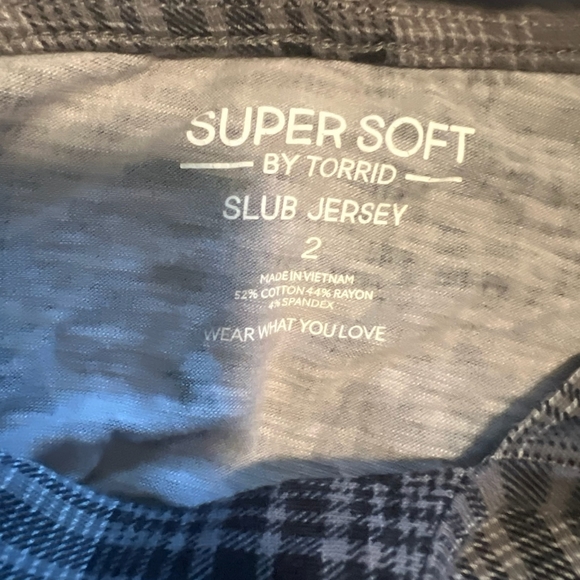 SUPER SOFT
BY TORRID
SLUB JERSEY
2
MADE IN VIETNAM
52% COTTON 44% RAYON
4% SPANDEX
WEAR WHAT YOU LOVE